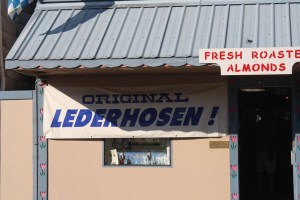 FRESH ROASTE
ALMONDS
ORIGINAL
LEDERHOSEN !